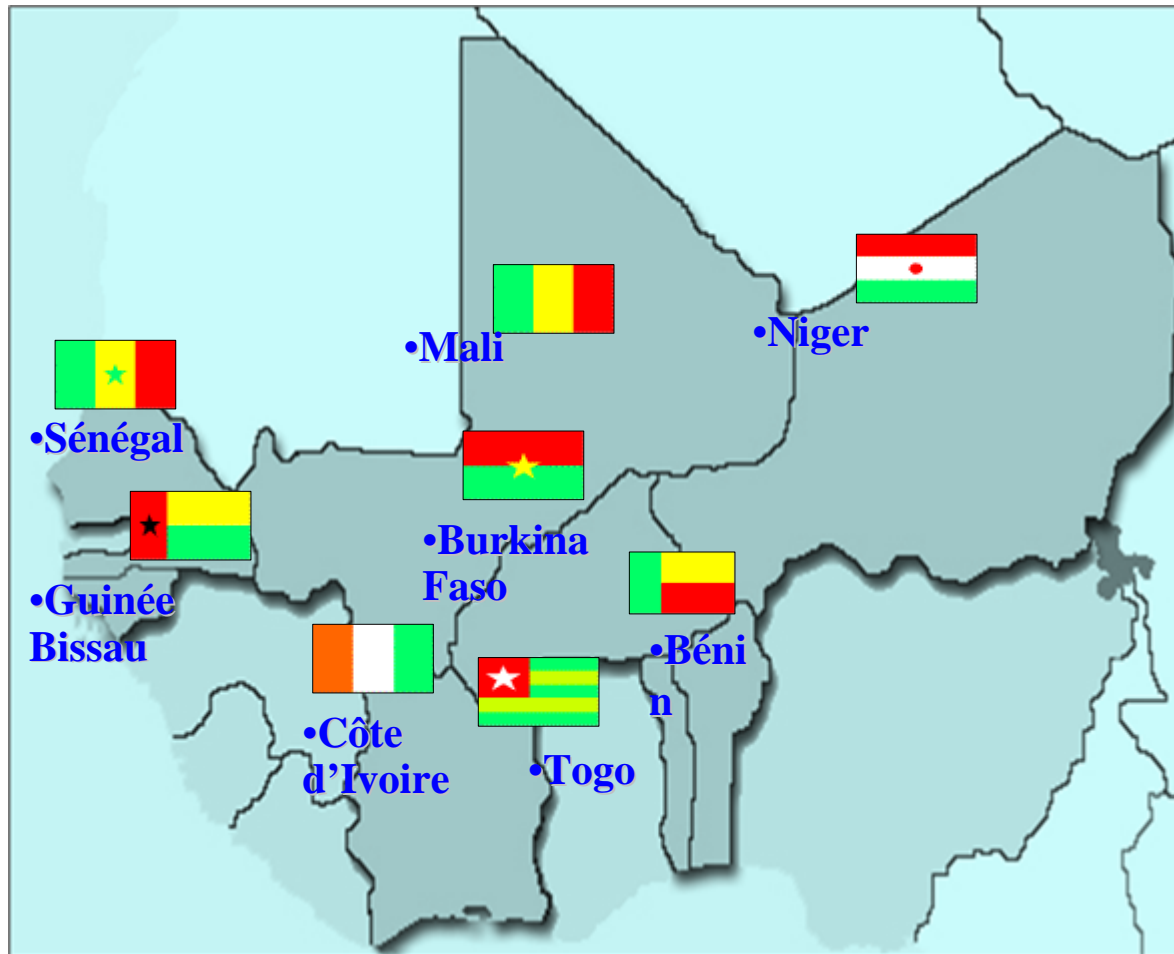 •Mali
•Niger
•Sénégal
•Burkina
Faso
•Guinée
Bissau
•Béni
n
•Côte
d’Ivoire
•Togo